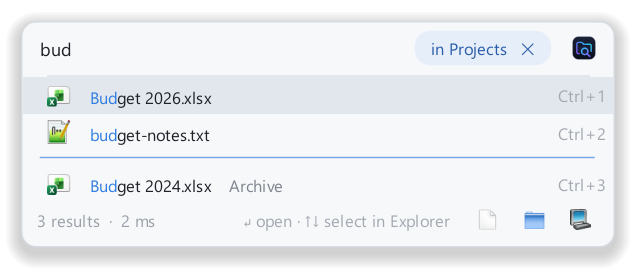 bud in Projects
Budget 2026.xlsx Ctrl+1
budget-notes.txt Ctrl+2
Budget 2024.xlsx Archive Ctrl+3
3 results · 2 ms ↲ open · ↑↓ select in Explorer